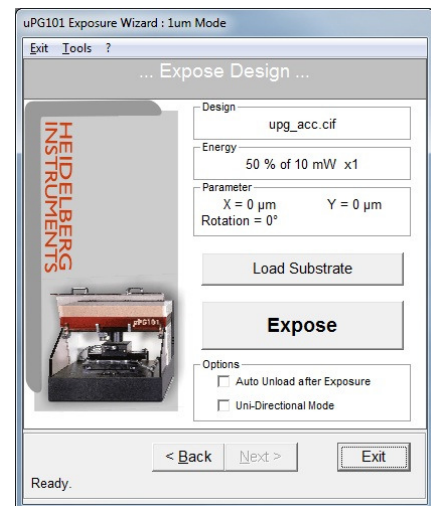 uPG101 Exposure Wizard : 1um Mode
Exit Tools ?
... Expose Design ...
HEIDELBERG
INSTRUMENTS
µPG101
Design
upg_acc.cif
Energy
50 % of 10 mW x1
Parameter
X = 0 µm Y = 0 µm
Rotation = 0°
Load Substrate
Expose
Options
Auto Unload after Exposure
Uni-Directional Mode
< Back Next > Exit
Ready.